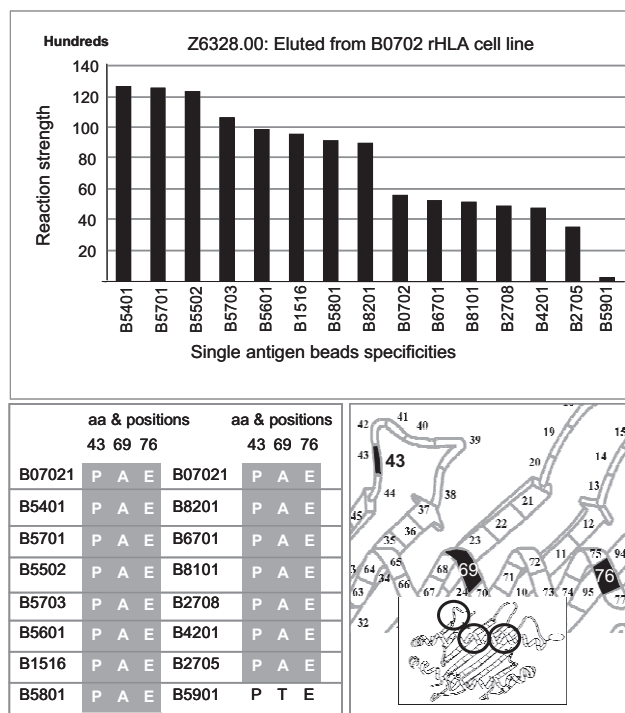 Hundreds
Z6328.00: Eluted from B0702 rHLA cell line
Reaction strength
140
120
100
80
60
40
20
B5401
B5701
B5502
B5703
B5601
B1516
B5801
B8201
B0702
B6701
B8101
B2708
B4201
B2705
B5901
Single antigen beads specificities
aa & positions aa & positions
43 69 76 43 69 76
B07021 P A E B07021 P A E
B5401 P A E B8201 P A E
B5701 P A E B6701 P A E
B5502 P A E B8101 P A E
B5703 P A E B2708 P A E
B5601 P A E B4201 P A E
B1516 P A E B2705 P A E
B5801 P A E B5901 P T E
41
42 40
39
43 43
44
45
38
37
36
35
19
20
21
22
23
15
14
13
12
11
75 94
72
71
70
69
68
67
65
64
66
63
34
32
24
10
73 74 95
76
77